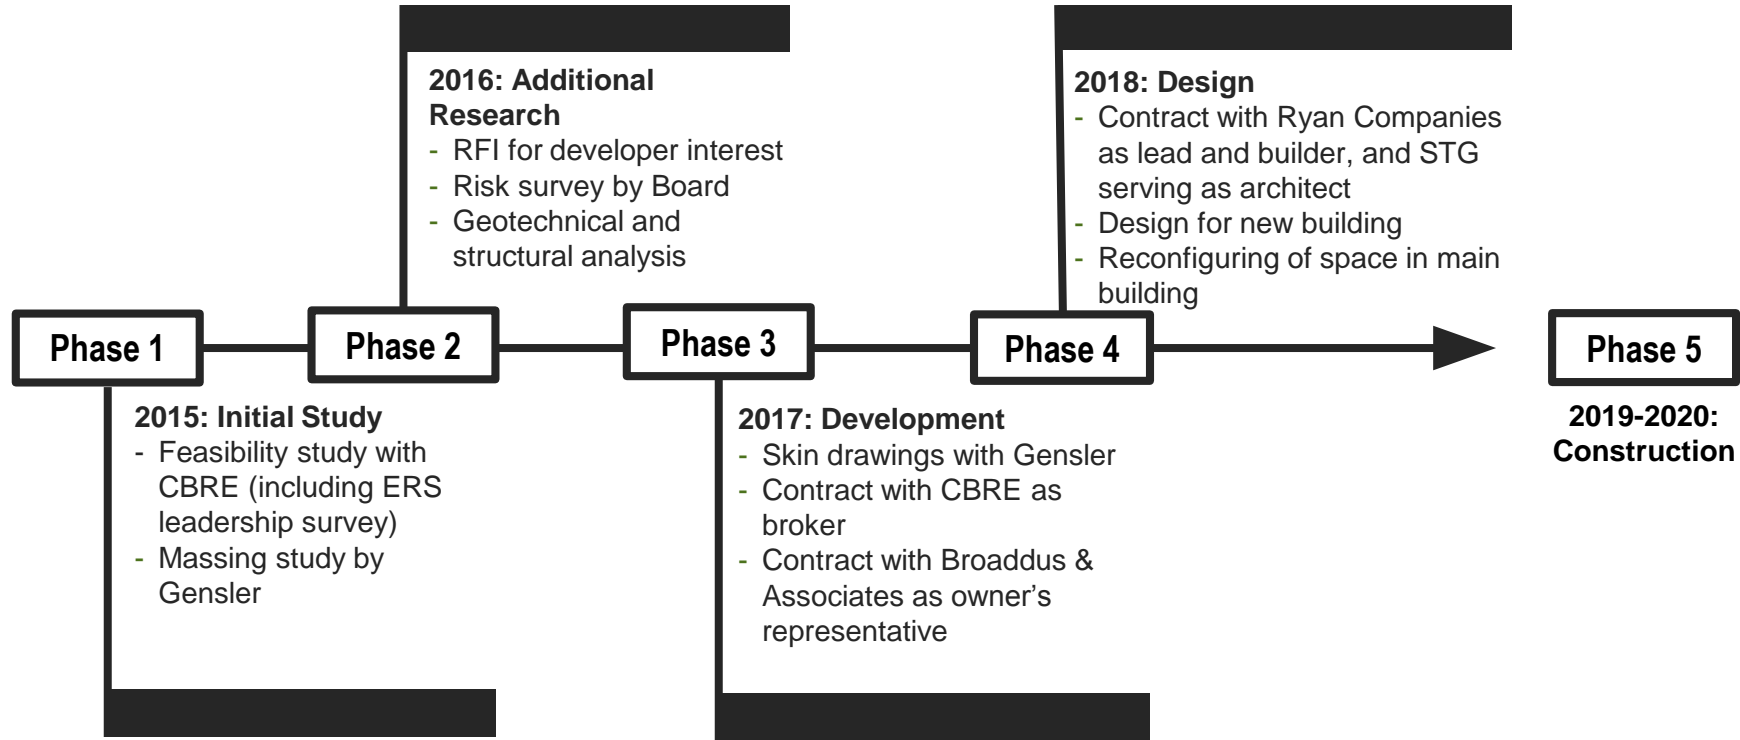 Phase 1
2015: Initial Study
- Feasibility study with
CBRE (including ERS
leadership survey)
- Massing study by
Gensler
Phase 2
2016: Additional
Research
- RFI for developer interest
- Risk survey by Board
- Geotechnical and
structural analysis
Phase 3
2017: Development
- Skin drawings with Gensler
- Contract with CBRE as
broker
- Contract with Broaddus &
Associates as owner’s
representative
Phase 4
2018: Design
- Contract with Ryan Companies
as lead and builder, and STG
serving as architect
- Design for new building
- Reconfiguring of space in main
building
Phase 5
2019-2020:
Construction